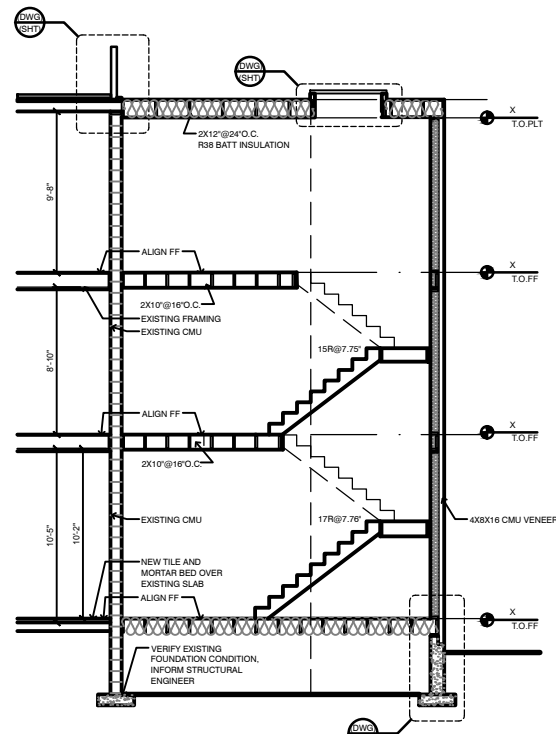 DWG
(SHT)
DWG
(SHT)
X
T.O.PLT
2X12"@24"O.C.
R38 BATT INSULATION
9'-8"
ALIGN FF
X
T.O.FF
2X10"@16"O.C.
EXISTING FRAMING
EXISTING CMU
15R@7.75"
8'-10"
ALIGN FF
X
T.O.FF
2X10"@16"O.C.
17R@7.76"
4X8X16 CMU VENEER
EXISTING CMU
10'-5"
10'-2"
NEW TILE AND
MORTAR BED OVER
EXISTING SLAB
ALIGN FF
X
T.O.FF
VERIFY EXISTING
FOUNDATION CONDITION,
INFORM STRUCTURAL
ENGINEER
DWG